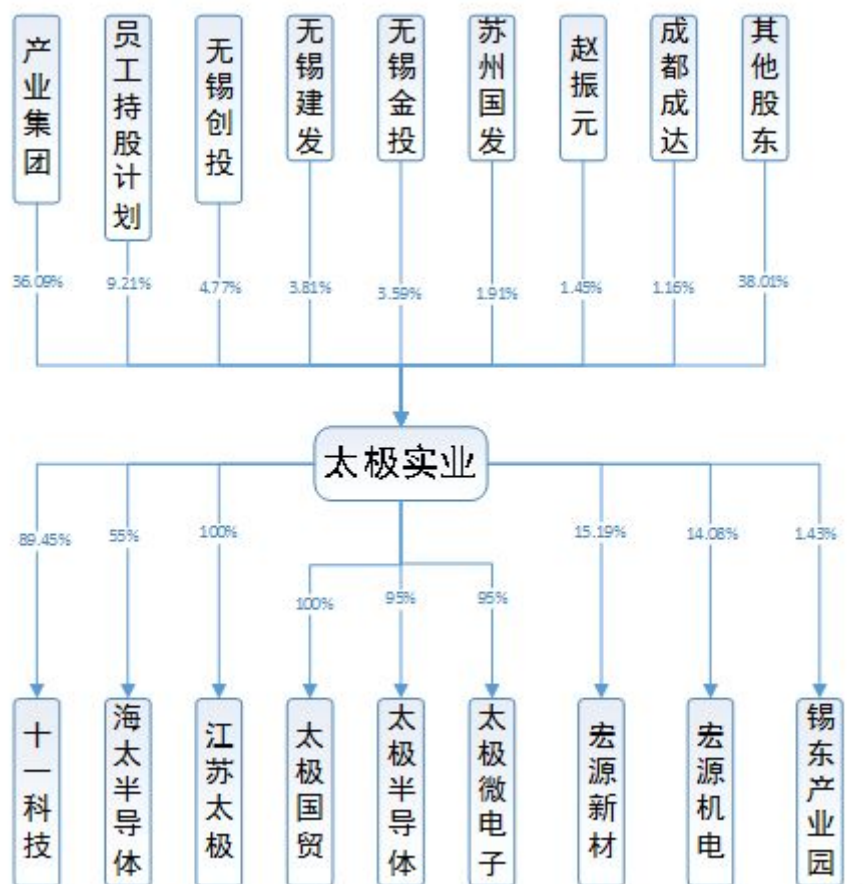 产业集团
员工持股计划
无锡创投
无锡建发
无锡金投
苏州国发
赵振元
成都成达
其他股东
36.09%
9.21%
4.77%
3.81%
3.59%
1.91%
1.45%
1.16%
38.01%
太极实业
89.45%
55%
100%
100%
95%
95%
15.19%
14.08%
1.43%
十一科技
海太半导体
江苏太极
太极国贸
太极半导体
太极微电子
宏源新材
宏源机电
锡东产业园